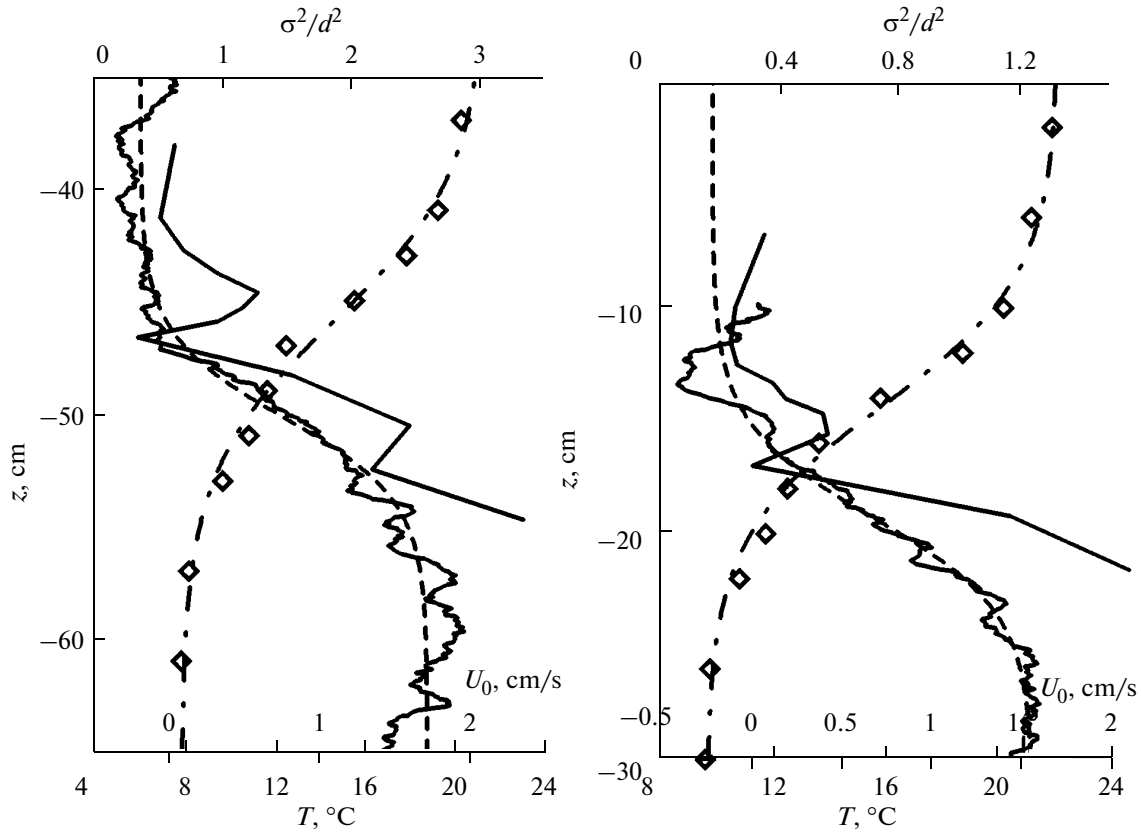 σ²/d² σ²/d²
0 1 2 3 0 0.4 0.8 1.2
−40
−10
−50
z, cm z, cm
−20
−60
U₀, cm/s U₀, cm/s
0 1 2 −0.5 0 0.5 1 1. 2
−30
4 8 12 16 20 24 8 12 16 20 24
T, °C T, °C